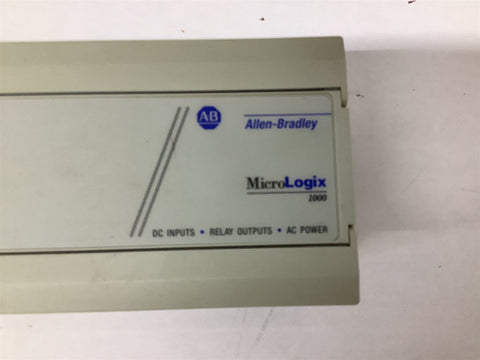 AB
Allen-Bradley
MicroLogix
1000
DC INPUTS • RELAY OUTPUTS • AC POWER